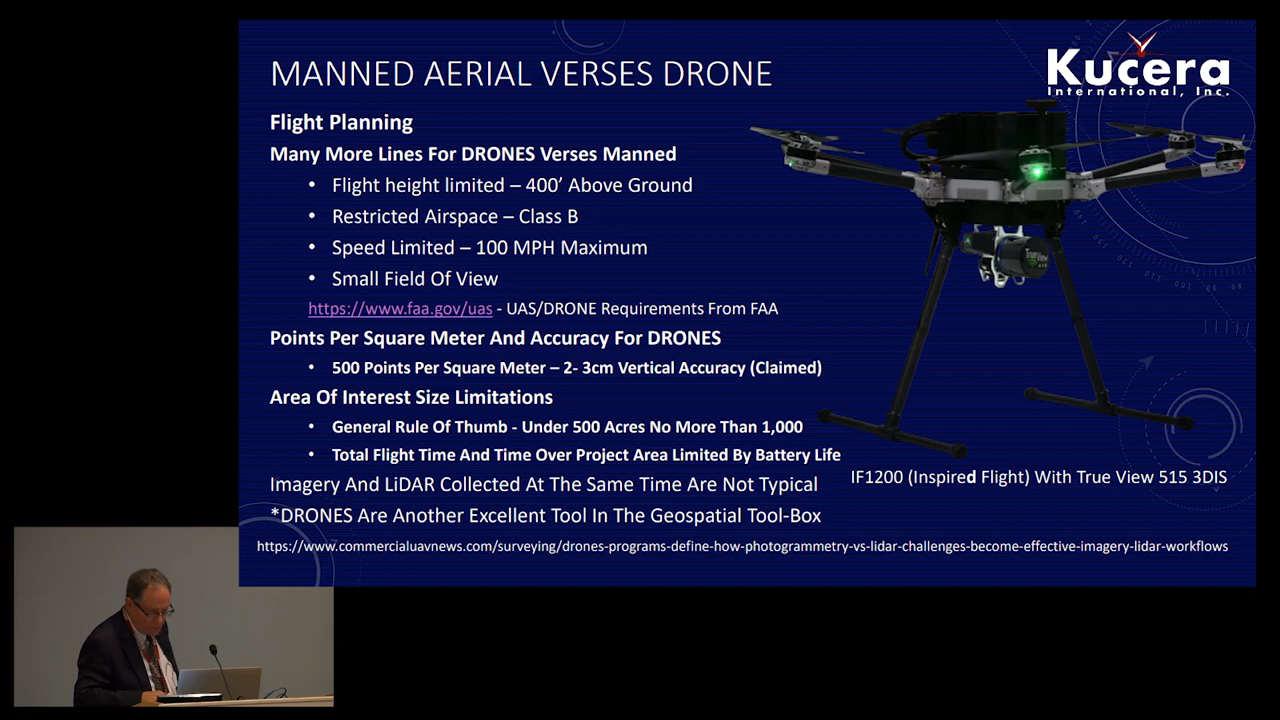 MANNED AERIAL VERSES DRONE
Kucera
International, Inc.
Flight Planning
Many More Lines For DRONES Verses Manned
• Flight height limited – 400’ Above Ground
• Restricted Airspace – Class B
• Speed Limited – 100 MPH Maximum
• Small Field Of View
https://www.faa.gov/uas - UAS/DRONE Requirements From FAA
Points Per Square Meter And Accuracy For DRONES
• 500 Points Per Square Meter – 2- 3cm Vertical Accuracy (Claimed)
Area Of Interest Size Limitations
• General Rule Of Thumb - Under 500 Acres No More Than 1,000
• Total Flight Time And Time Over Project Area Limited By Battery Life
IF1200 (Inspired Flight) With True View 515 3DIS
Imagery And LiDAR Collected At The Same Time Are Not Typical
*DRONES Are Another Excellent Tool In The Geospatial Tool-Box
https://www.commercialuavnews.com/surveying/drones-programs-define-how-photogrammetry-vs-lidar-challenges-become-effective-imagery-lidar-workflows